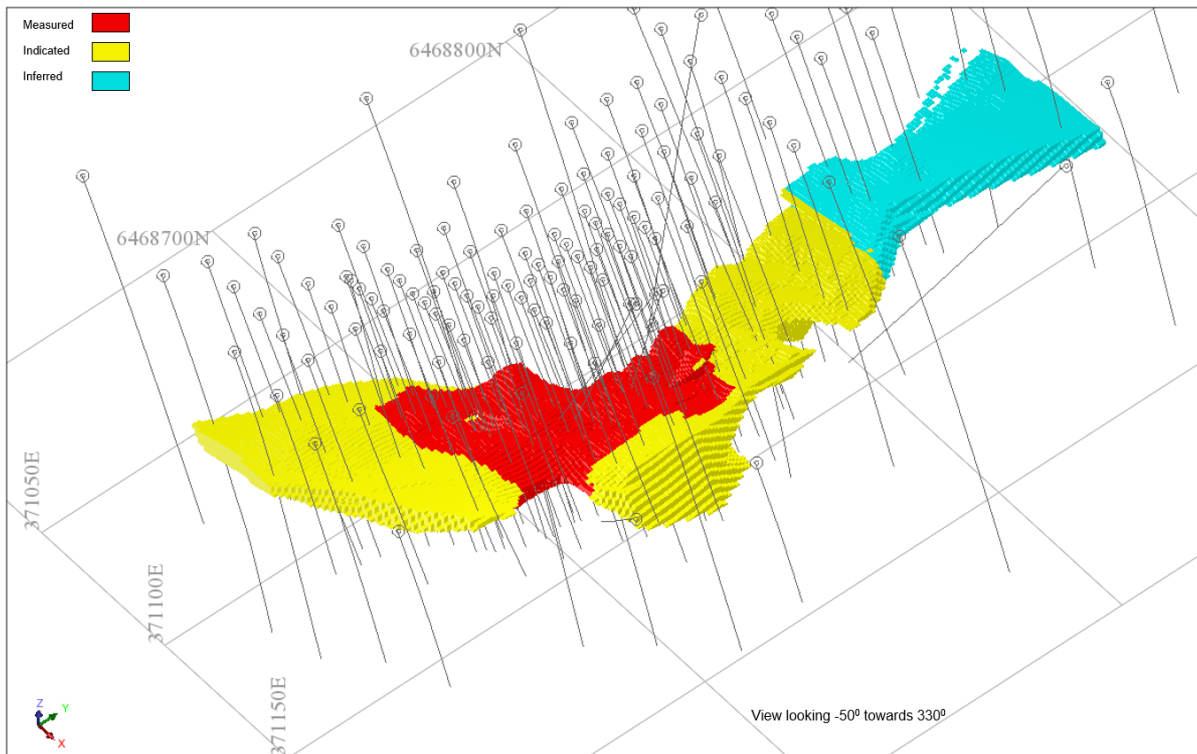 Measured
Indicated
Inferred
6468800N
6468700N
371050E
371100E
371150E
Z
Y
X
View looking -50⁰ towards 330⁰